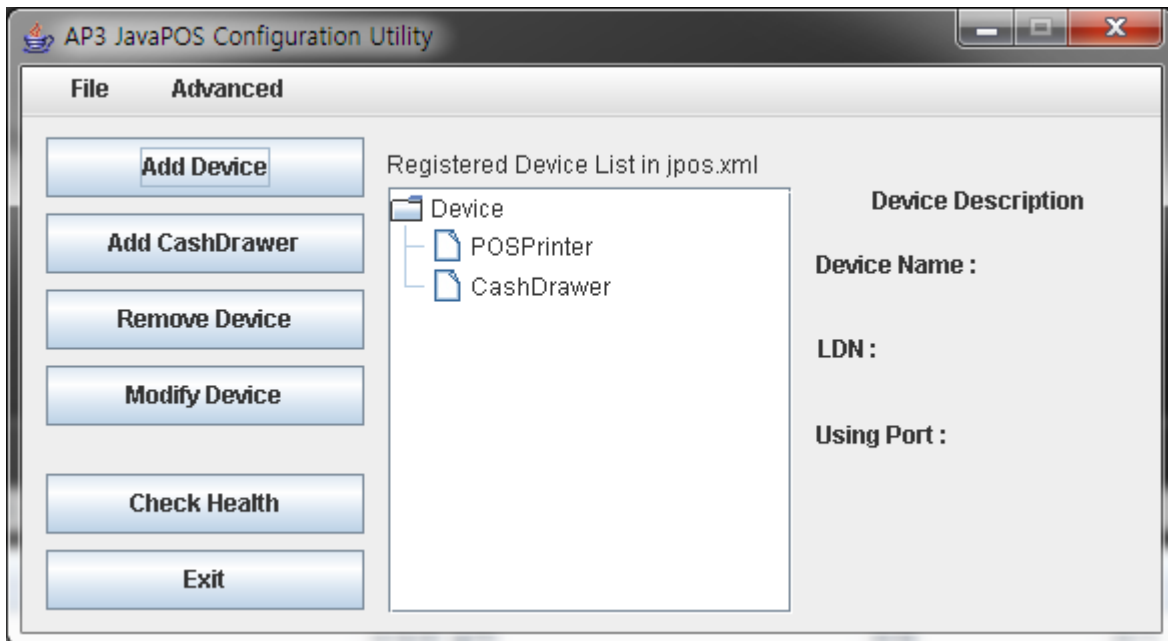 AP3 JavaPOS Configuration Utility
File Advanced
Add Device
Add CashDrawer
Remove Device
Modify Device
Check Health
Exit
Registered Device List in jpos.xml
Device
POSPrinter
CashDrawer
Device Description
Device Name :
LDN :
Using Port :